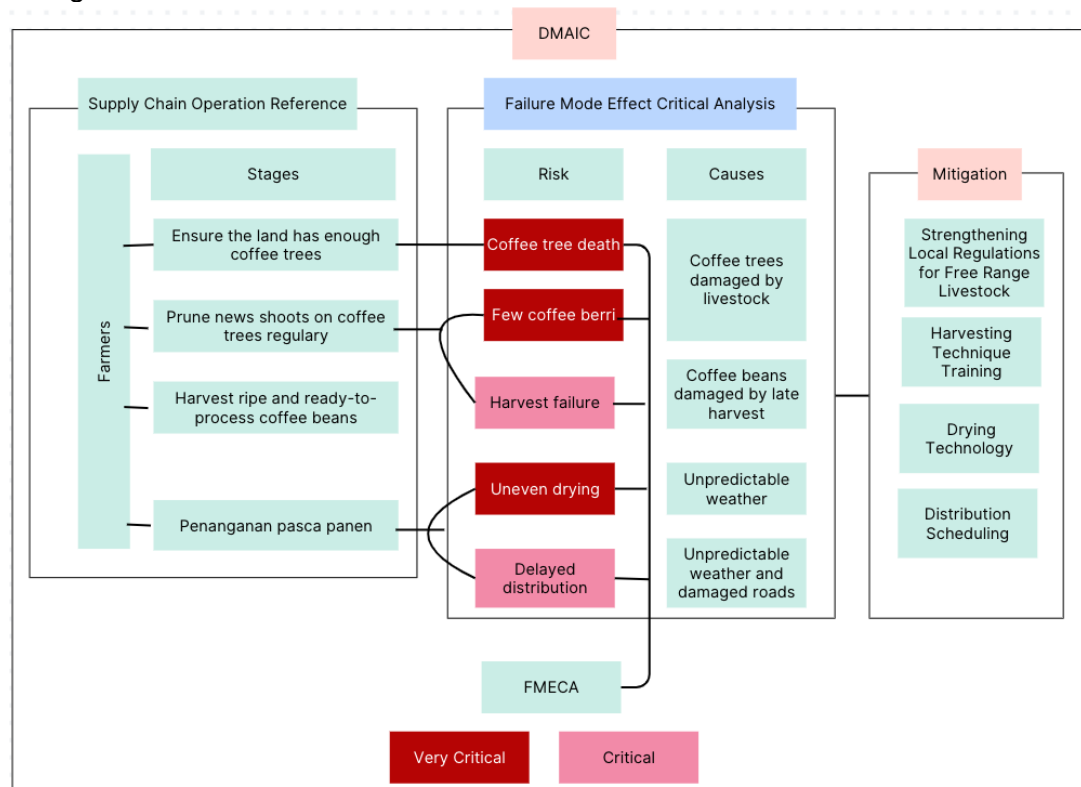 DMAIC
Supply Chain Operation Reference
Failure Mode Effect Critical Analysis
Stages
Risk
Causes
Mitigation
Farmers
Ensure the land has enough
coffee trees
Coffee tree death
Coffee trees
damaged by
livestock
Strengthening
Local Regulations
for Free Range
Livestock
Prune news shoots on coffee
trees regulary
Few coffee berri
Harvesting
Technique
Training
Harvest ripe and ready-to-
process coffee beans
Harvest failure
Coffee beans
damaged by late
harvest
Drying
Technology
Uneven drying
Unpredictable
weather
Distribution
Scheduling
Penanganan pasca panen
Delayed
distribution
Unpredictable
weather and
damaged roads
FMECA
Very Critical
Critical